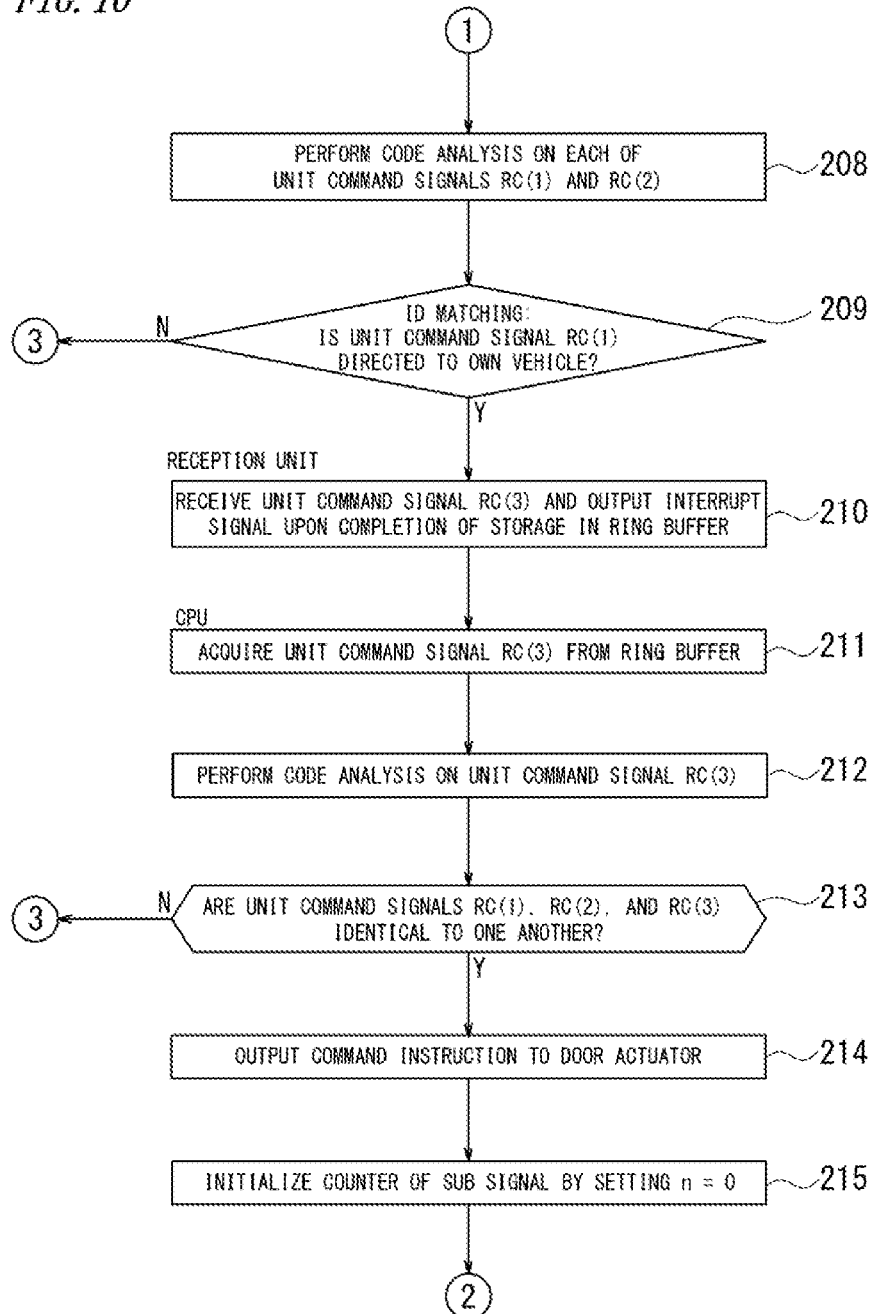 FIG. 10
1
PERFORM CODE ANALYSIS ON EACH OF
UNIT COMMAND SIGNALS RC(1) AND RC(2)
208
ID MATCHING:
IS UNIT COMMAND SIGNAL RC(1)
DIRECTED TO OWN VEHICLE?
209
N
3
Y
RECEPTION UNIT
RECEIVE UNIT COMMAND SIGNAL RC(3) AND OUTPUT INTERRUPT
SIGNAL UPON COMPLETION OF STORAGE IN RING BUFFER
210
CPU
ACQUIRE UNIT COMMAND SIGNAL RC(3) FROM RING BUFFER
211
PERFORM CODE ANALYSIS ON UNIT COMMAND SIGNAL RC(3)
212
ARE UNIT COMMAND SIGNALS RC(1), RC(2), AND RC(3)
IDENTICAL TO ONE ANOTHER?
213
N
3
Y
OUTPUT COMMAND INSTRUCTION TO DOOR ACTUATOR
214
INITIALIZE COUNTER OF SUB SIGNAL BY SETTING n = 0
215
2